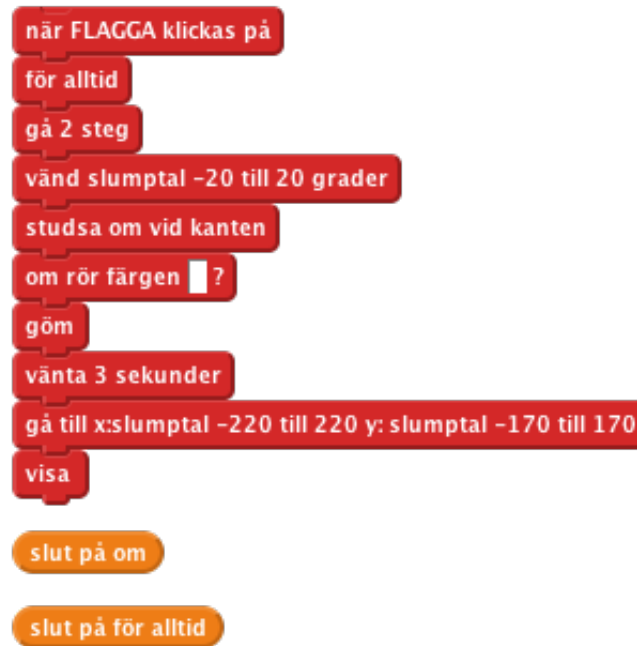 när FLAGGA klickas på
för alltid
gå 2 steg
vänd slumptal -20 till 20 grader
studsa om vid kanten
om rör färgen ?
göm
vänta 3 sekunder
gå till x:slumptal -220 till 220 y: slumptal -170 till 170
visa
slut på om
slut på för alltid